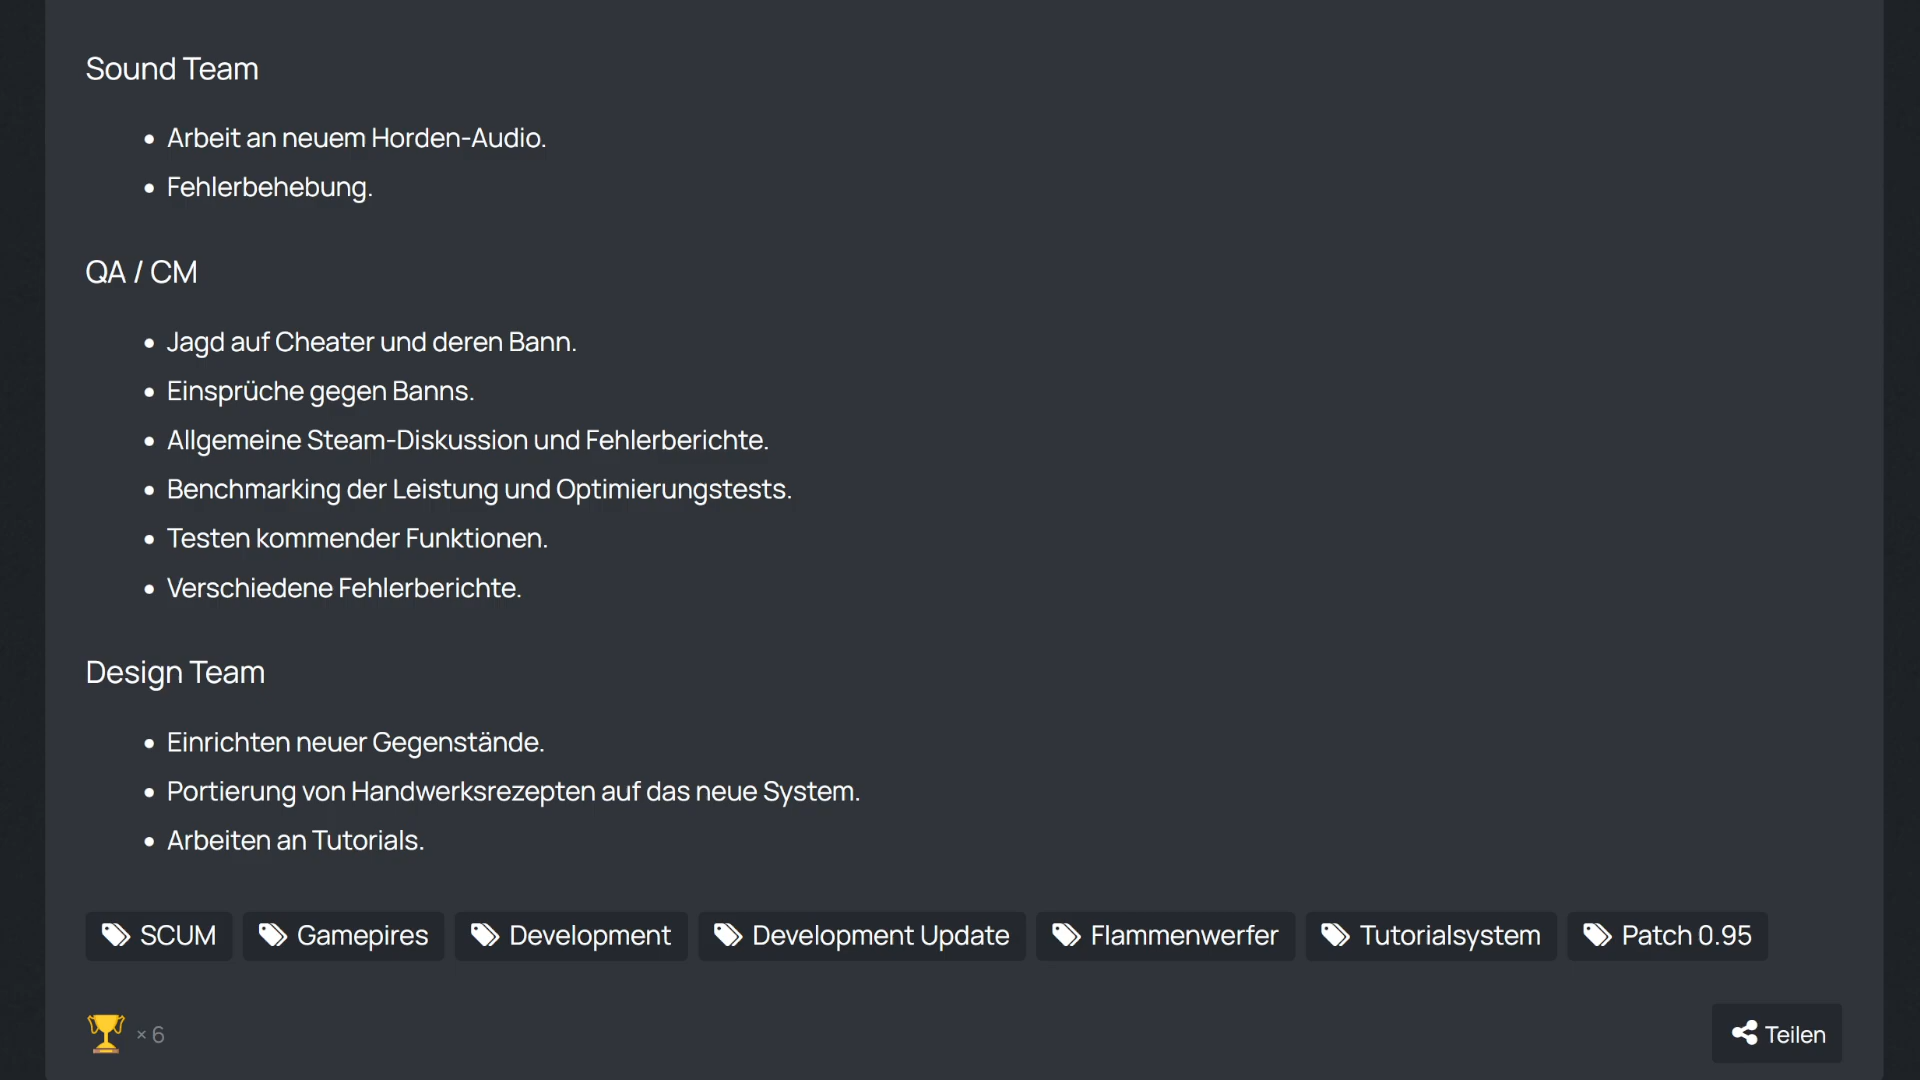 Sound Team
Arbeit an neuem Horden-Audio.
Fehlerbehebung.
QA / CM
Jagd auf Cheater und deren Bann.
Einsprüche gegen Banns.
Allgemeine Steam-Diskussion und Fehlerberichte.
Benchmarking der Leistung und Optimierungstests.
Testen kommender Funktionen.
Verschiedene Fehlerberichte.
Design Team
Einrichten neuer Gegenstände.
Portierung von Handwerksrezepten auf das neue System.
Arbeiten an Tutorials.
SCUM Gamepires Development Development Update Flammenwerfer Tutorialsystem Patch 0.95
× 6 Teilen